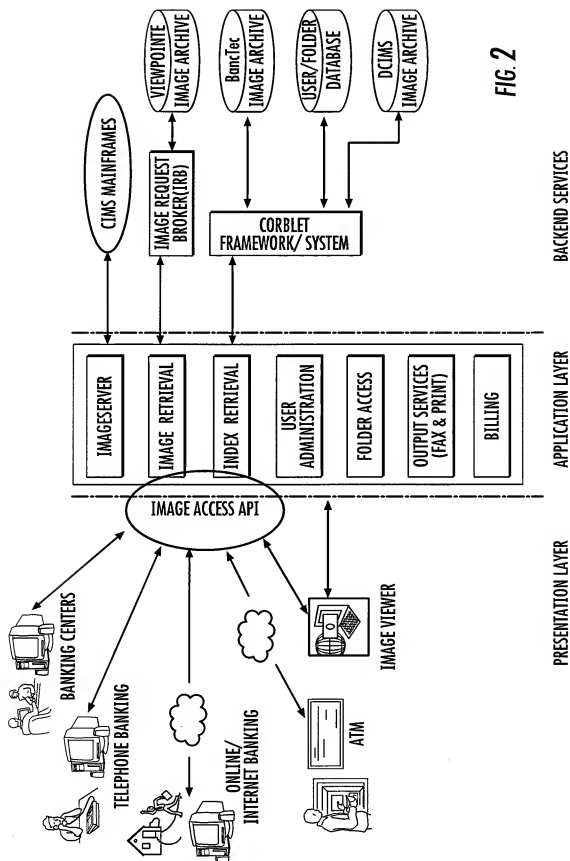 BANKING CENTERS
TELEPHONE BANKING
ONLINE/
INTERNET BANKING
ATM
IMAGE VIEWER
PRESENTATION LAYER
IMAGE ACCESS API
IMAGESERVER
IMAGE RETRIEVAL
INDEX RETRIEVAL
USER
ADMINISTRATION
FOLDER ACCESS
OUTPUT SERVICES
(FAX & PRINT)
BILLING
APPLICATION LAYER
CIMS MAINFRAMES
IMAGE REQUEST
BROKER(IRB)
CORBLET
FRAMEWORK/ SYSTEM
VIEWPOINTE
IMAGE ARCHIVE
BancTec
IMAGE ARCHIVE
USER/FOLDER
DATABASE
DCIMS
IMAGE ARCHIVE
BACKEND SERVICES
FIG. 2